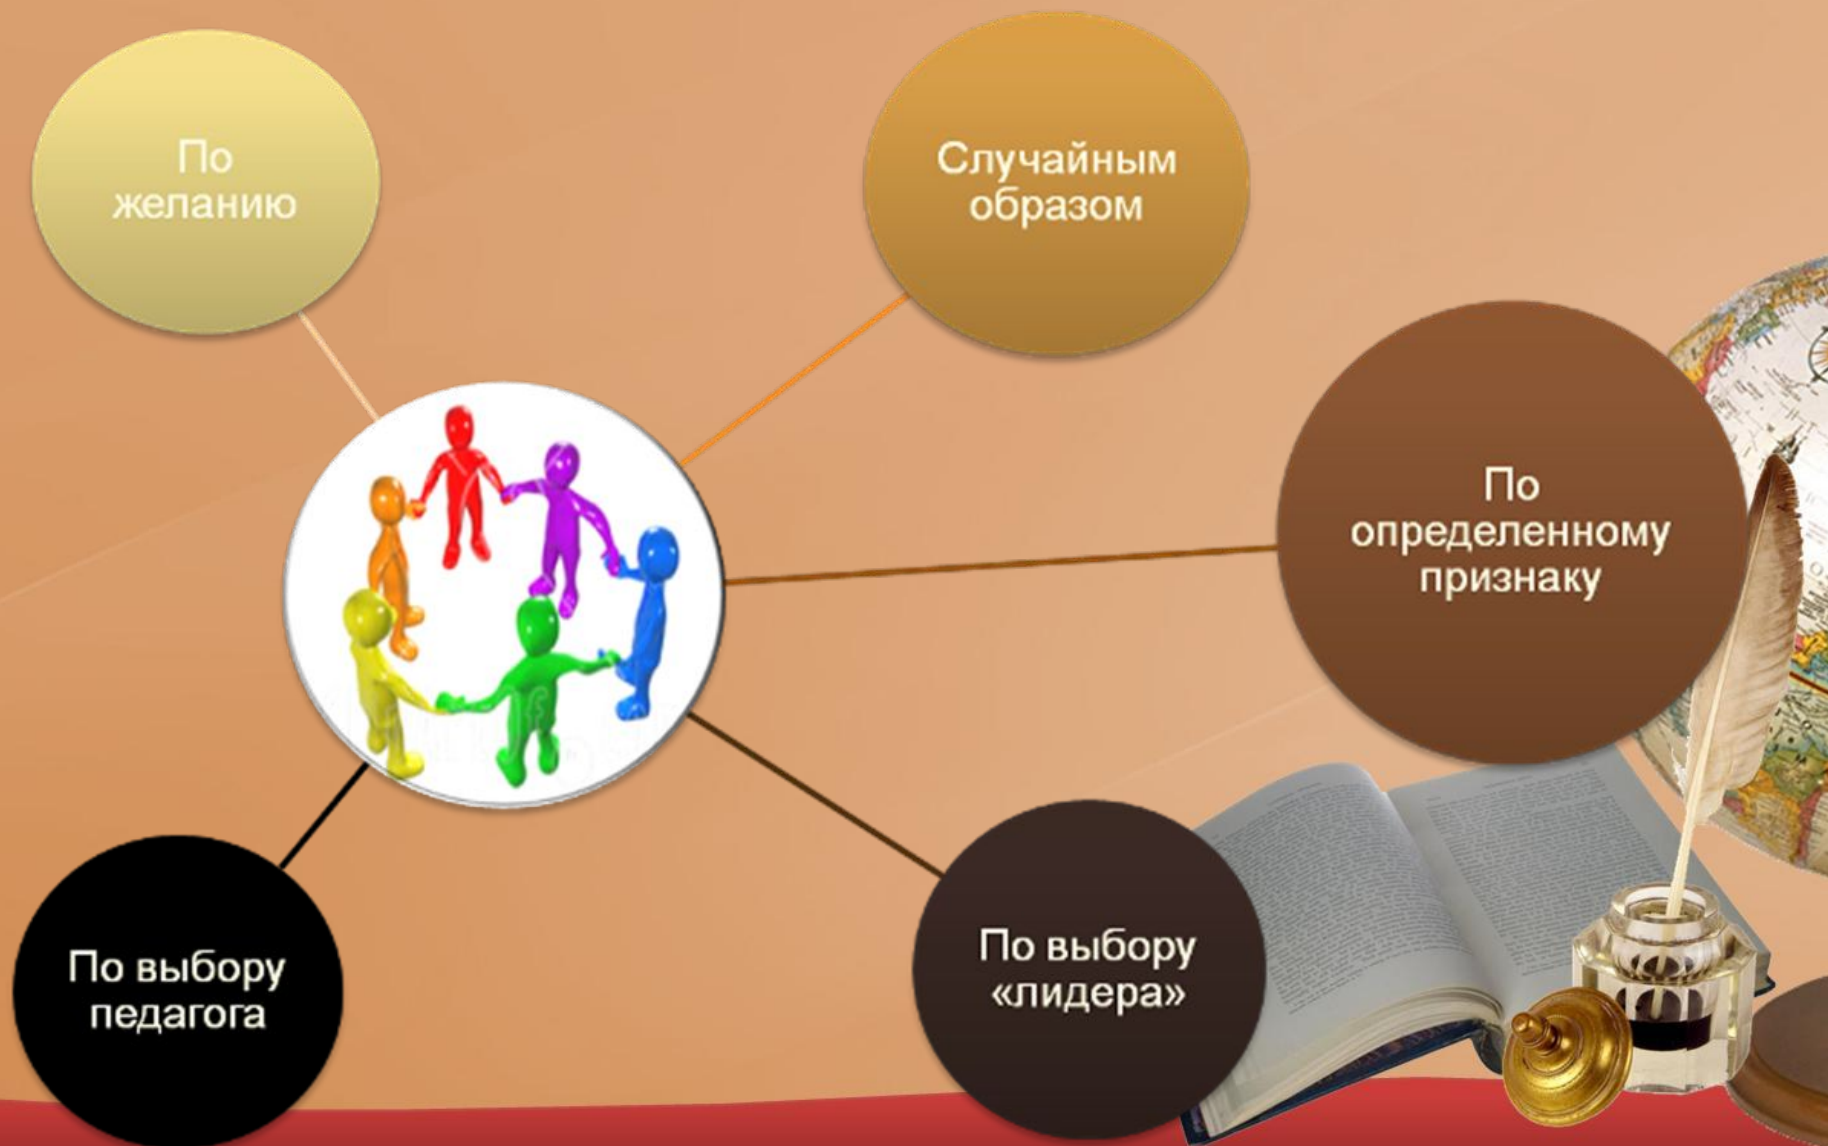 По
желанию
Случайным
образом
По
определенному
признаку
По выбору
«лидера»
По выбору
педагога